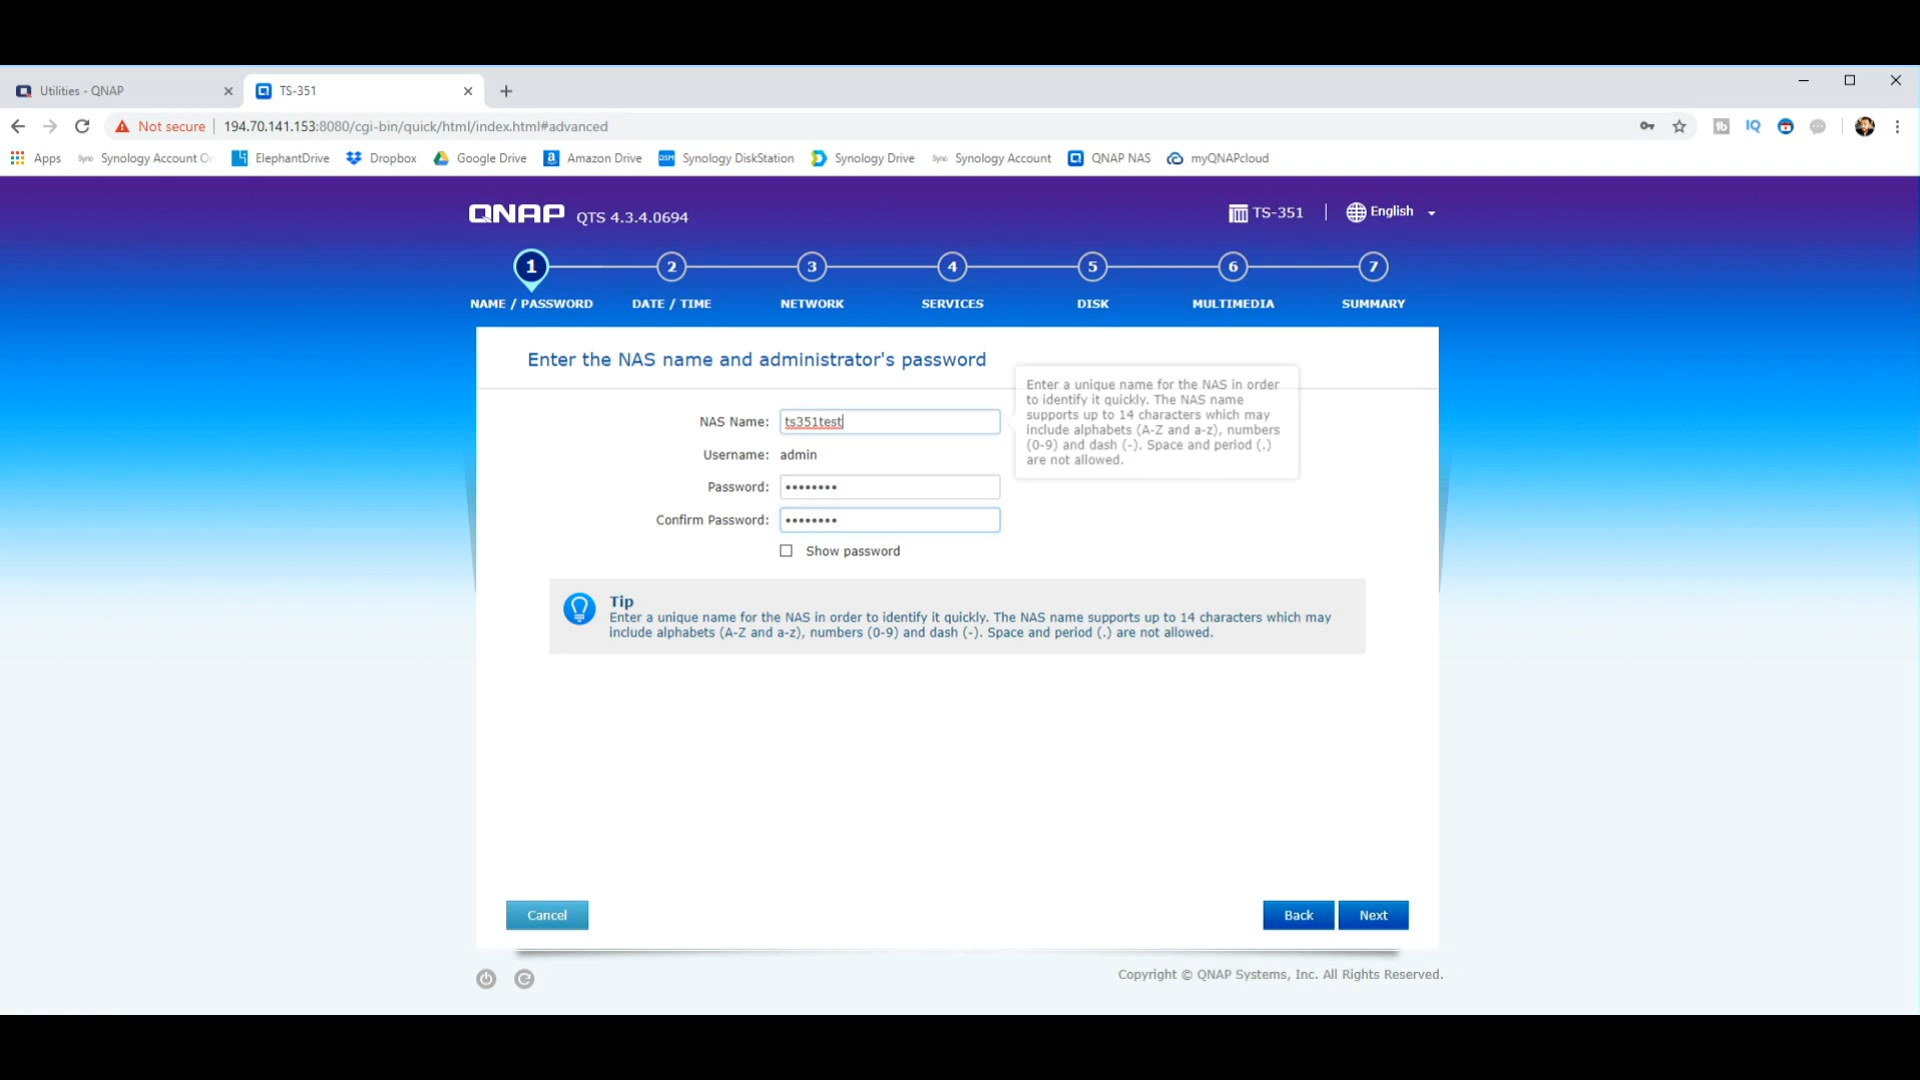 Utilities - QNAP
TS-351
Not secure
194.70.141.153:8080/cgi-bin/quick/html/index.html#advanced
IQ
Apps
Sync
Synology Account Or
ElephantDrive
Dropbox
Google Drive
a
Amazon Drive
DSM
Synology DiskStation
Synology Drive
Sync
Synology Account
QNAP NAS
myQNAPcloud
QNAP QTS 4.3.4.0694
TS-351
English
1
2
3
4
5
6
7
NAME / PASSWORD
DATE / TIME
NETWORK
SERVICES
DISK
MULTIMEDIA
SUMMARY
Enter the NAS name and administrator's password
Enter a unique name for the NAS in order
to identify it quickly. The NAS name
supports up to 14 characters which may
include alphabets (A-Z and a-z), numbers
(0-9) and dash (-). Space and period (.)
are not allowed.
NAS Name: ts351test
Username: admin
Password: ••••••••
Confirm Password: ••••••••
Show password
Tip
Enter a unique name for the NAS in order to identify it quickly. The NAS name supports up to 14 characters which may
include alphabets (A-Z and a-z), numbers (0-9) and dash (-). Space and period (.) are not allowed.
Cancel
Back
Next
Copyright © QNAP Systems, Inc. All Rights Reserved.